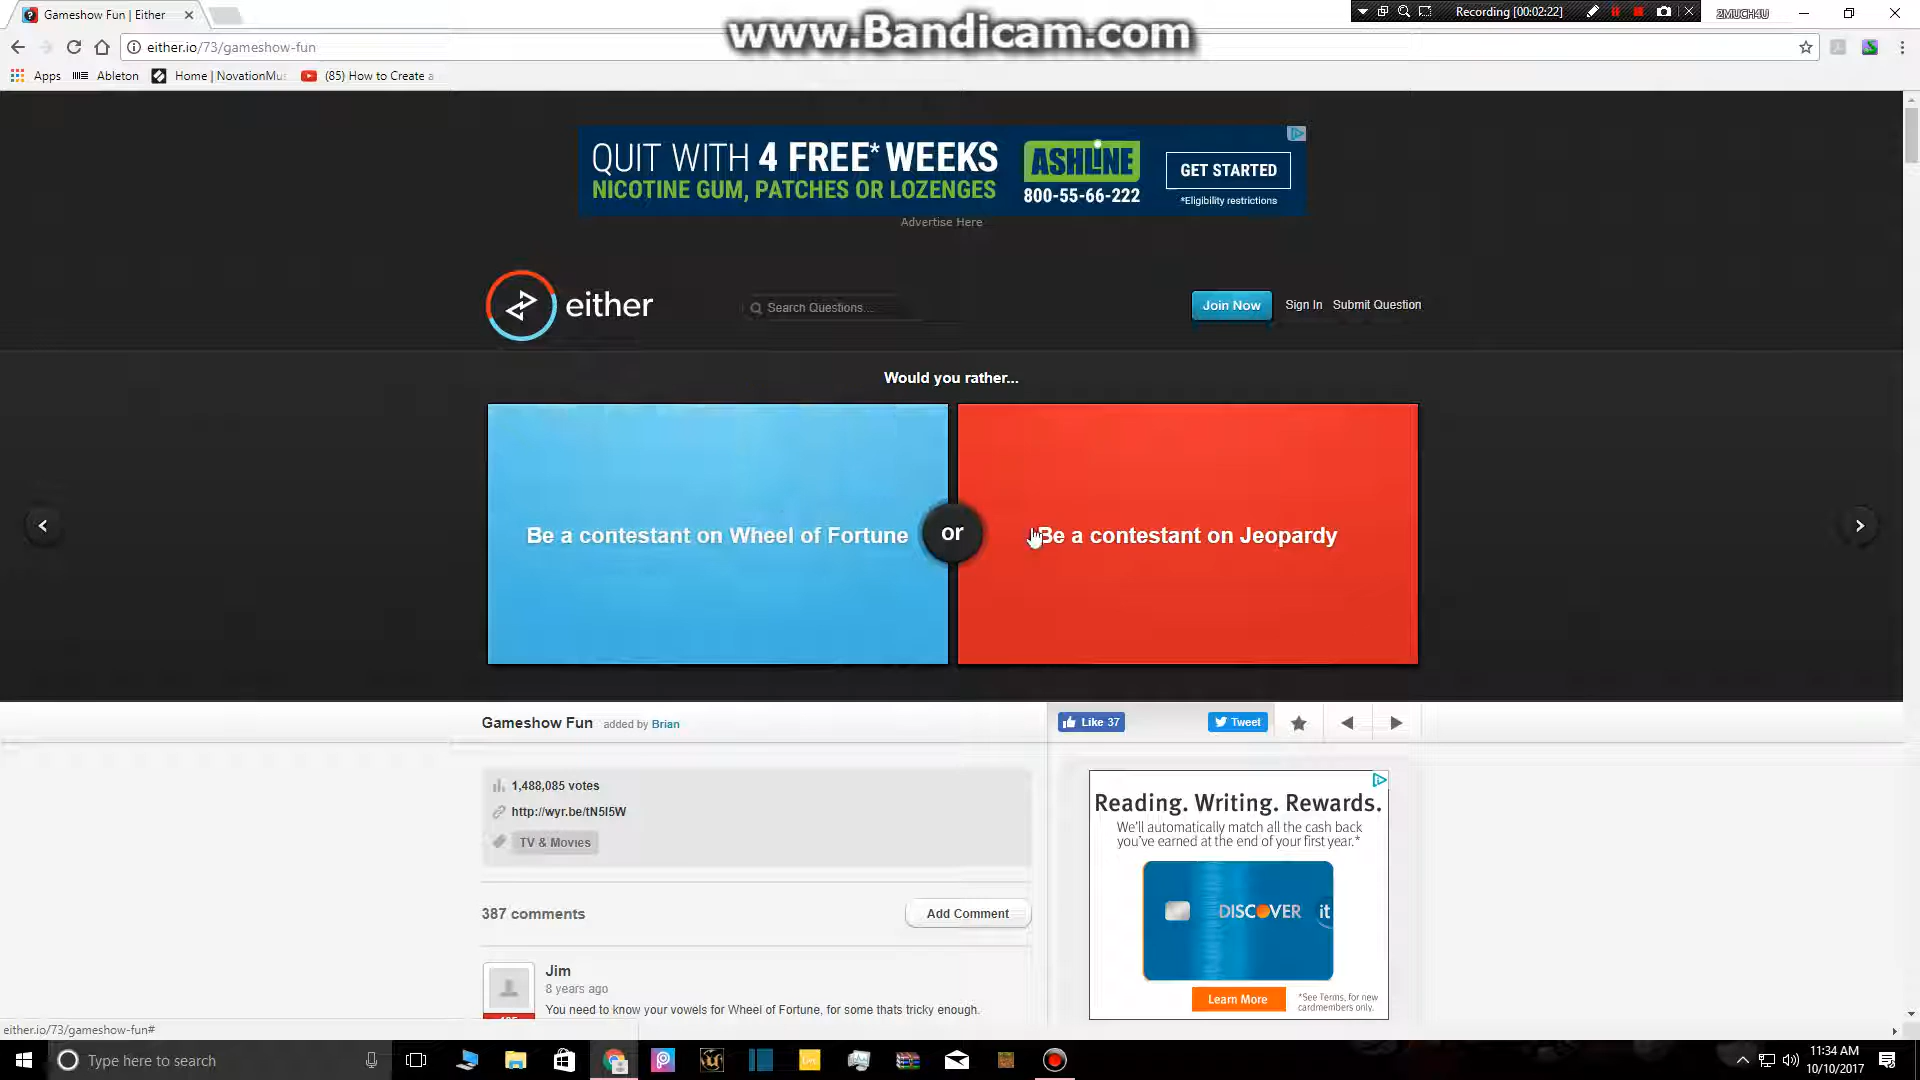 Gameshow Fun | Either
www.Bandicam.com
Recording [00:02:22]
2MUCH4U
either.io/73/gameshow-fun
Apps
Ableton
Home | NovationMus
(85) How to Create a
QUIT WITH 4 FREE* WEEKS
NICOTINE GUM, PATCHES OR LOZENGES
ASHLINE
800-55-66-222
GET STARTED
*Eligibility restrictions
Advertise Here
either
Search Questions...
Join Now
Sign In
Submit Question
Would you rather...
Be a contestant on Wheel of Fortune
or
Be a contestant on Jeopardy
Gameshow Fun added by Brian
Like 37
Tweet
1,488,085 votes
http://wyr.be/tN5I5W
TV & Movies
387 comments
Add Comment
Jim
8 years ago
You need to know your vowels for Wheel of Fortune, for some thats tricky enough.
Reading. Writing. Rewards.
We'll automatically match all the cash back
you've earned at the end of your first year.*
DISCOVER it
Learn More
*See Terms, for new
cardmembers only.
either.io/73/gameshow-fun#
Type here to search
11:34 AM
10/10/2017